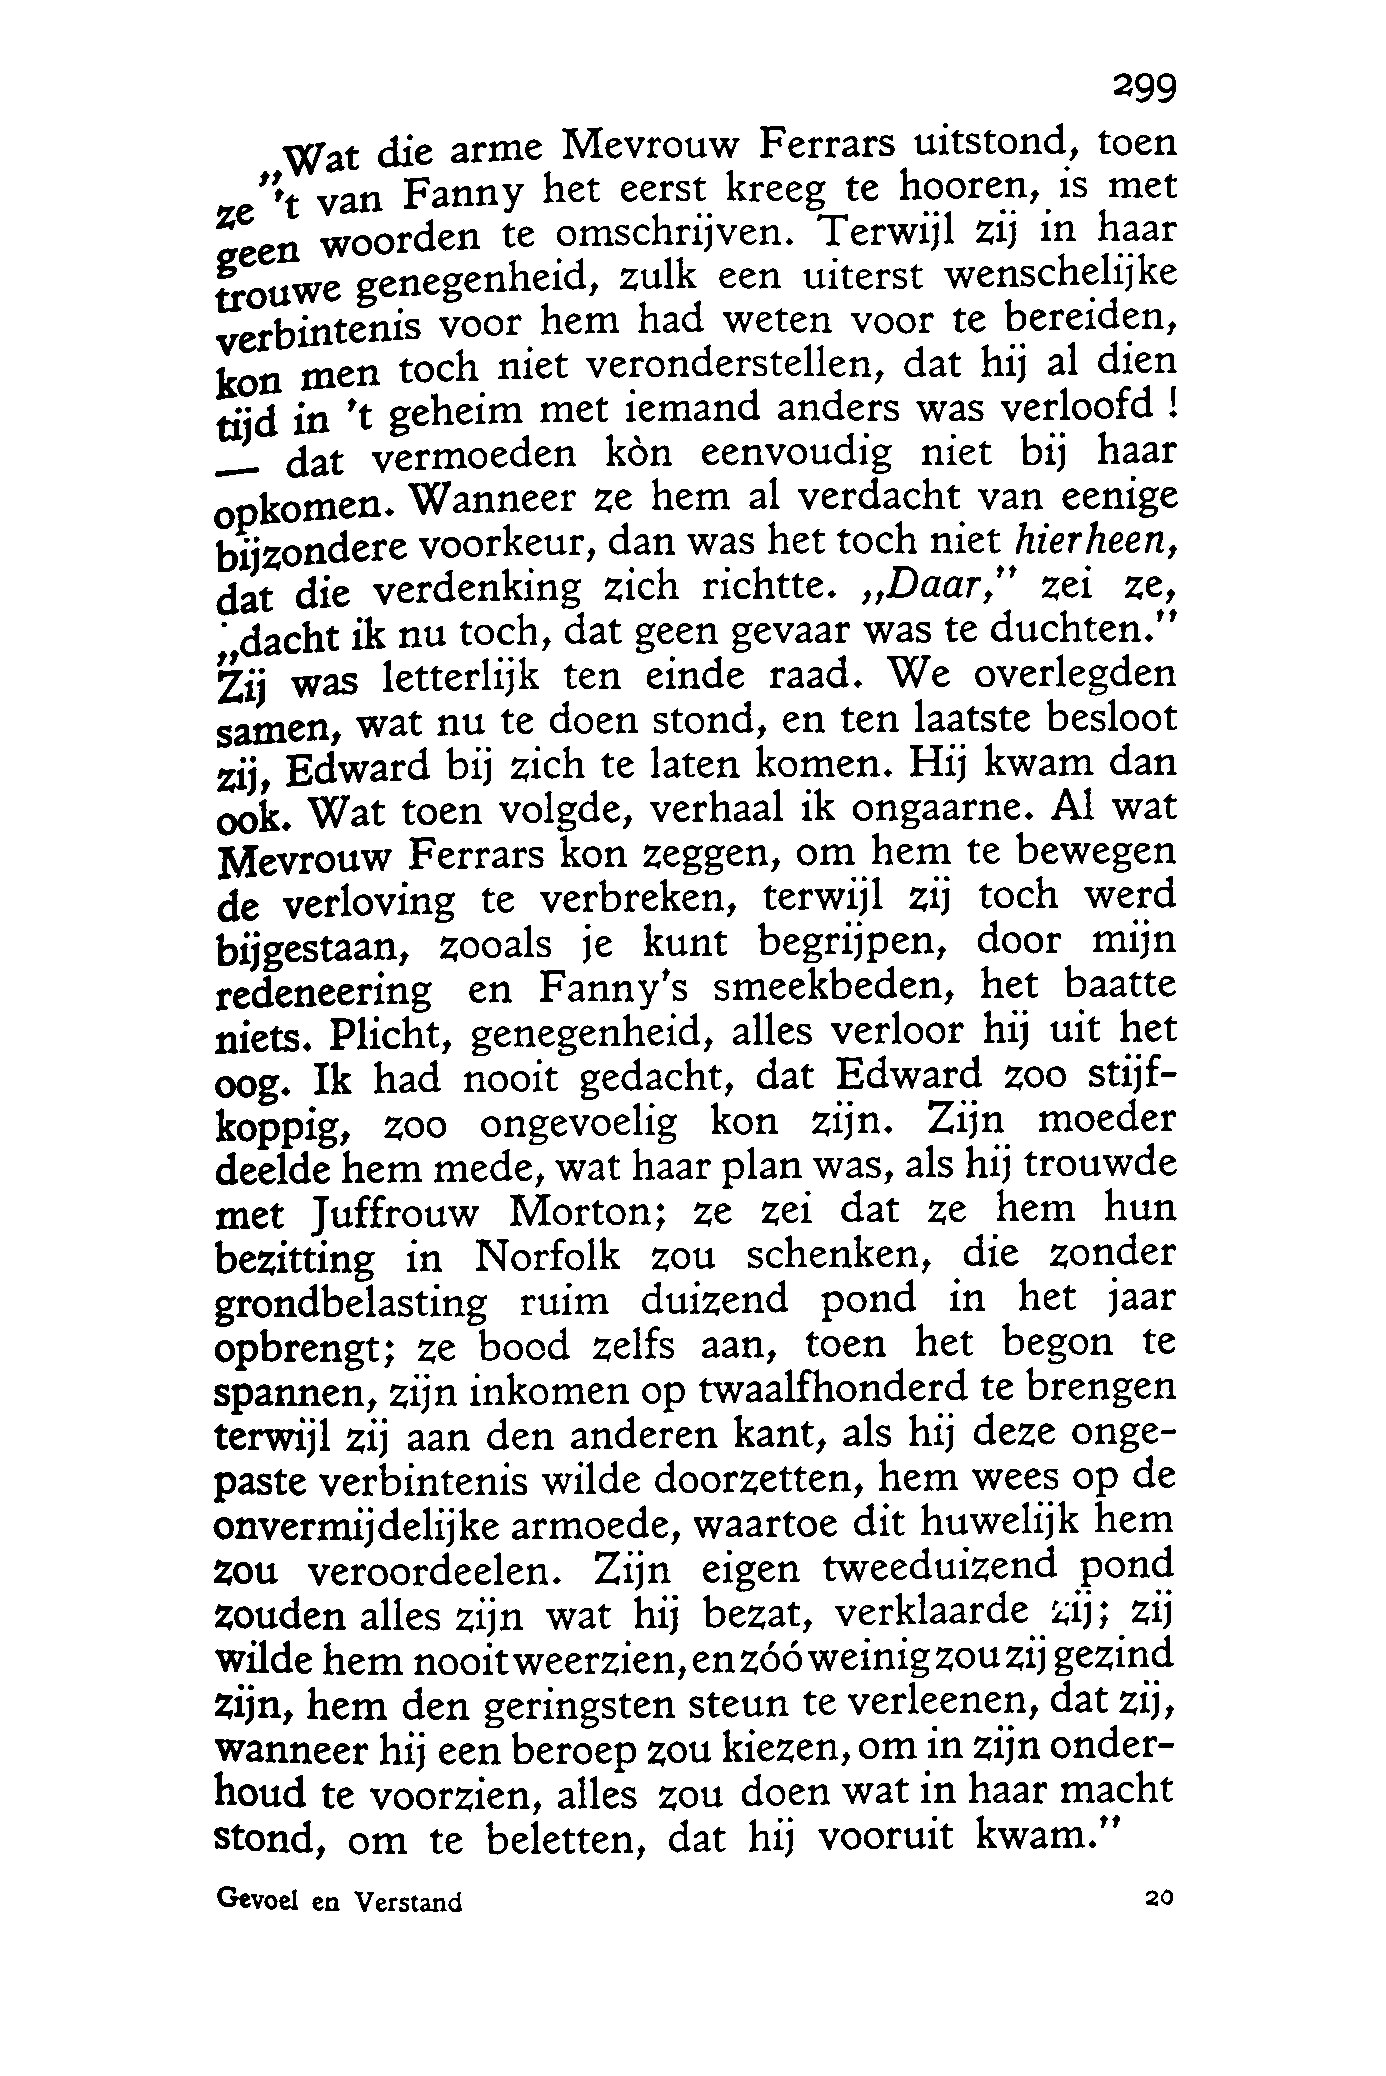 299
„Wat die arme Mevrouw Ferrars uitstond, toen
ze 't van Fanny het eerst kreeg te hooren, is met
geen woorden te omschrijven. Terwijl zij in haar
trouwe genegenheid, zulk een uiterst wenschelijke
verbintenis voor hem had weten voor te bereiden,
kon men toch niet veronderstellen, dat hij al dien
tijd in 't geheim met iemand anders was verloofd !
— dat vermoeden kòn eenvoudig niet bij haar
opkomen. Wanneer ze hem al verdacht van eenige
bijzondere voorkeur, dan was het toch niet hierheen,
dat die verdenking zich richtte. „Daar,” zei ze,
„dacht ik nu toch, dat geen gevaar was te duchten.”
Zij was letterlijk ten einde raad. We overlegden
samen, wat nu te doen stond, en ten laatste besloot
zij, Edward bij zich te laten komen. Hij kwam dan
ook. Wat toen volgde, verhaal ik ongaarne. Al wat
Mevrouw Ferrars kon zeggen, om hem te bewegen
de verloving te verbreken, terwijl zij toch werd
bijgestaan, zooals je kunt begrijpen, door mijn
redeneering en Fanny's smeekbeden, het baatte
niets. Plicht, genegenheid, alles verloor hij uit het
oog. Ik had nooit gedacht, dat Edward zoo stijf-
koppig, zoo ongevoelig kon zijn. Zijn moeder
deelde hem mede, wat haar plan was, als hij trouwde
met Juffrouw Morton; ze zei dat ze hem hun
bezitting in Norfolk zou schenken, die zonder
grondbelasting ruim duizend pond in het jaar
opbrengt; ze bood zelfs aan, toen het begon te
spannen, zijn inkomen op twaalfhonderd te brengen
terwijl zij aan den anderen kant, als hij deze onge-
paste verbintenis wilde doorzetten, hem wees op de
onvermijdelijke armoede, waartoe dit huwelijk hem
zou veroordeelen. Zijn eigen tweeduizend pond
zouden alles zijn wat hij bezat, verklaarde zij; zij
wilde hem nooit weerzien, en zóó weinig zou zij gezind
zijn, hem den geringsten steun te verleenen, dat zij,
wanneer hij een beroep zou kiezen, om in zijn onder-
houd te voorzien, alles zou doen wat in haar macht
stond, om te beletten, dat hij vooruit kwam.”
Gevoel en Verstand 20